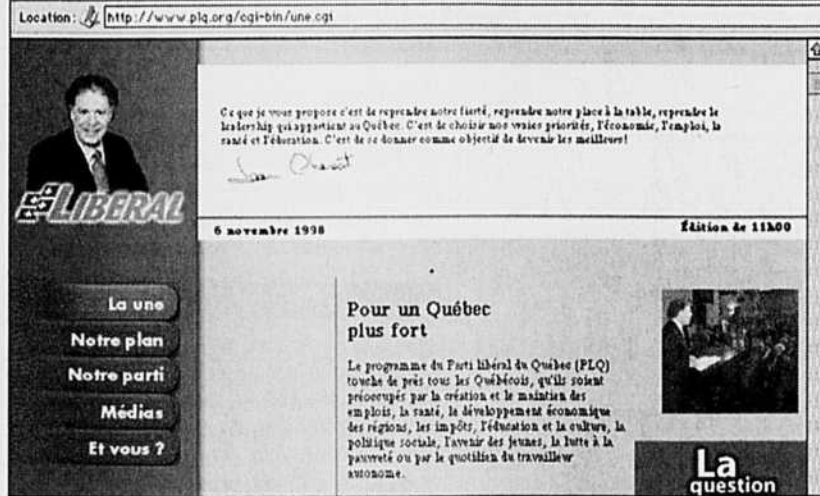 Location: http://www.plq.org/cgi-bin/une.cgi
Ce que je vous propose c'est de reprendre notre fierté, reprendre notre place à la table, reprendre le
leadership qui appartient au Québec. C'est de choisir nos vraies priorités, l'économie, l'emploi, la
santé et l'éducation. C'est de se donner comme objectif de devenir les meilleurs!
LIBÉRAL
6 novembre 1998
Édition de 11h00
La une
Notre plan
Notre parti
Médias
Et vous ?
Pour un Québec
plus fort
Le programme du Parti libéral du Québec (PLQ)
touche de près tous les Québécois, qu'ils soient
préoccupés par la création et le maintien des
emplois, la santé, le développement économique
des régions, les impôts, l'éducation et la culture, la
politique sociale, l'avenir des jeunes, la lutte à la
pauvreté ou par le quotidien du travailleur
autonome.
La
question